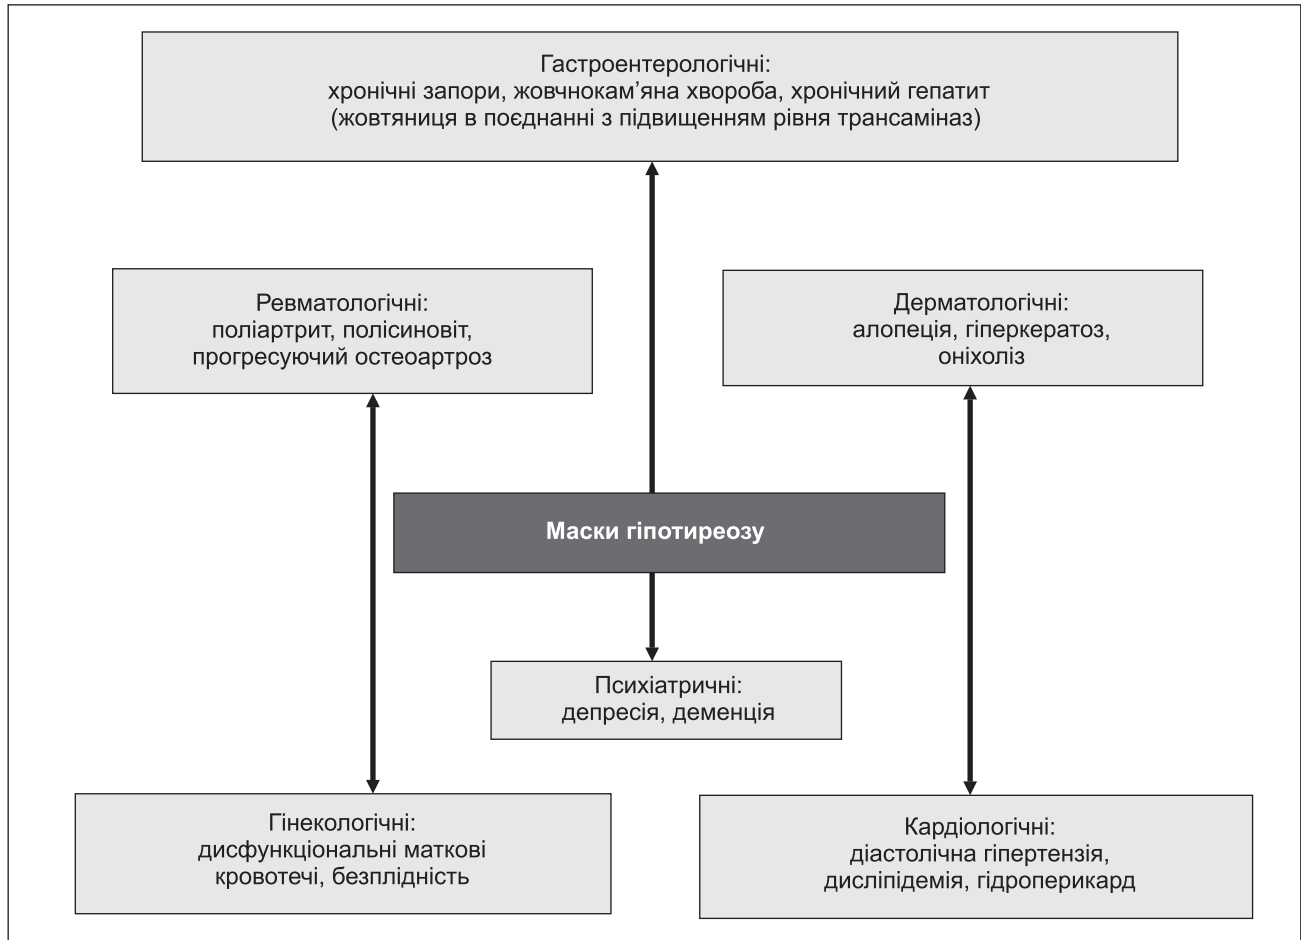 Гастроентерологічні:
хронічні запори, жовчнокам’яна хвороба, хронічний гепатит
(жовтяниця в поєднанні з підвищенням рівня трансаміназ)
Ревматологічні:
поліартрит, полісиновіт,
прогресуючий остеоартроз
Дерматологічні:
алопеція, гіперкератоз,
оніхоліз
Маски гіпотиреозу
Психіатричні:
депресія, деменція
Гінекологічні:
дисфункціональні маткові
кровотечі, безплідність
Кардіологічні:
діастолічна гіпертензія,
дисліпідемія, гідроперикард